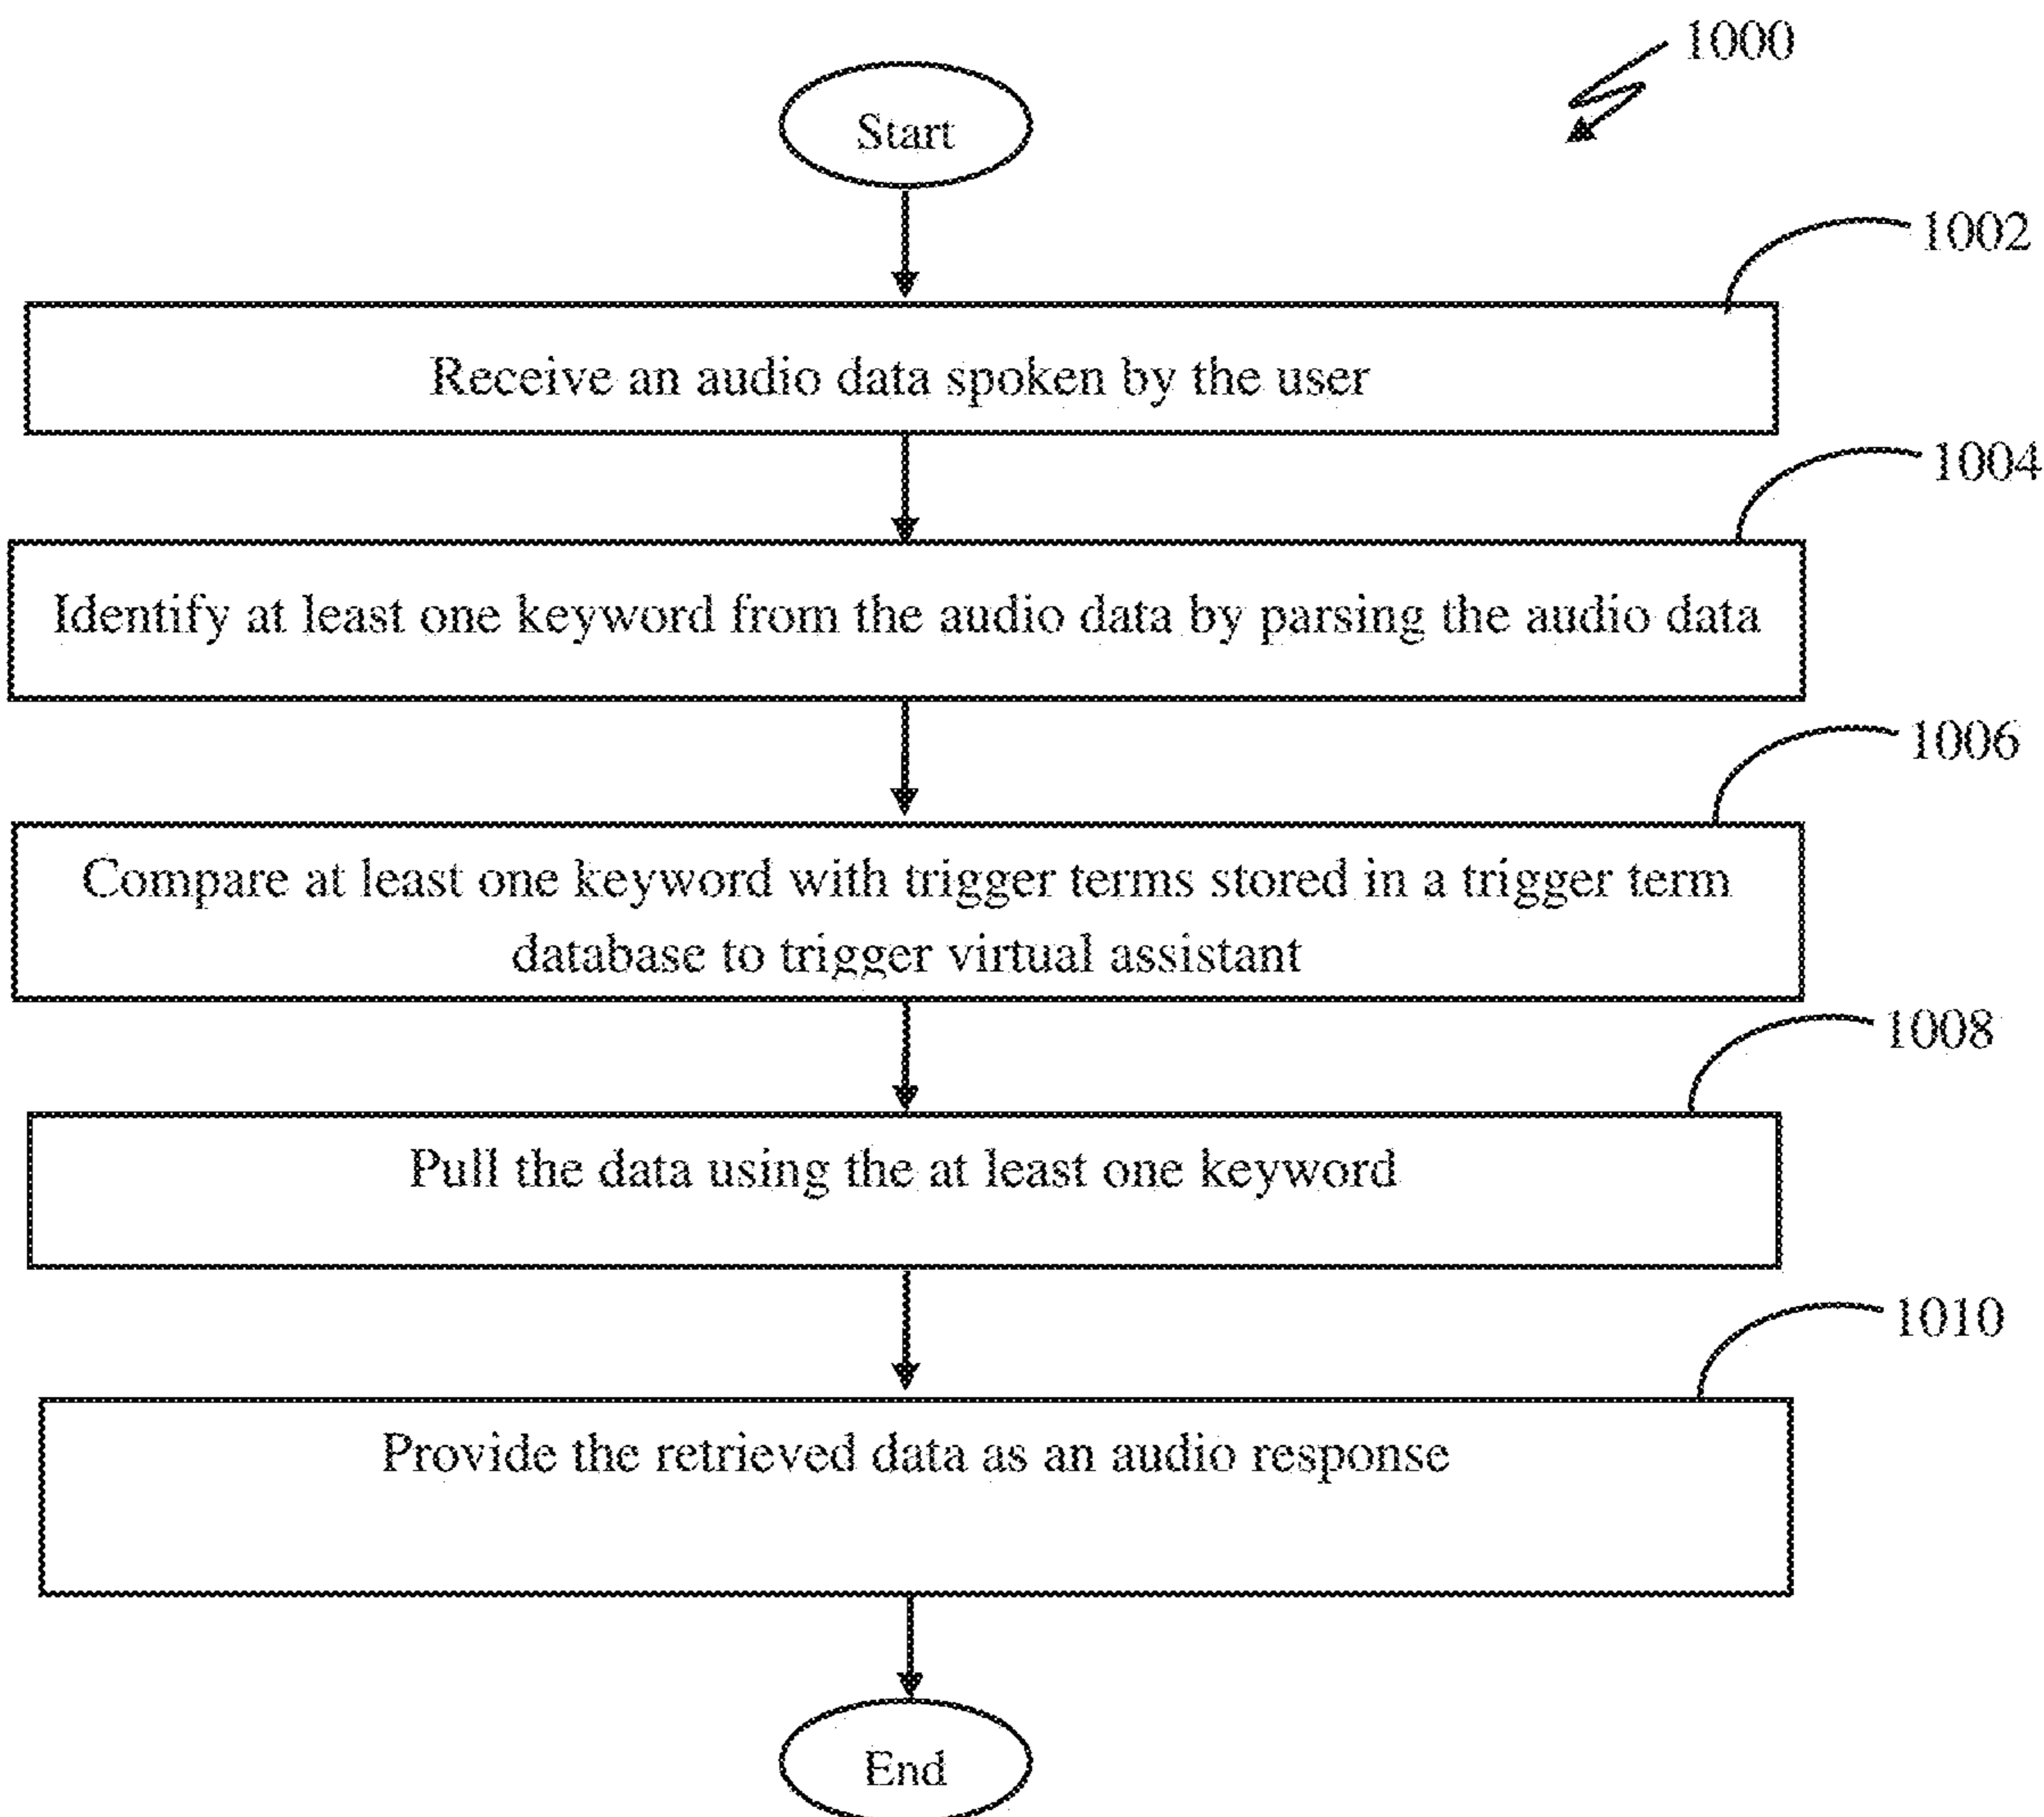 1000
Start
1002
Receive an audio data spoken by the user
1004
Identify at least one keyword from the audio data by parsing the audio data
1006
Compare at least one keyword with trigger terms stored in a trigger term
database to trigger virtual assistant
1008
Pull the data using the at least one keyword
1010
Provide the retrieved data as an audio response
End